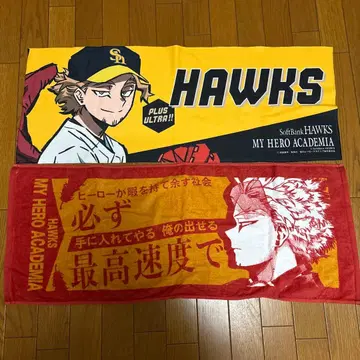 HAWKS
PLUS
ULTRA!!
SoftBank HAWKS
MY HERO ACADEMIA
HAWKS
MY HERO ACADEMIA
ヒーローが暇を持て余す社会
必ず
手に入れてやる 俺の出せる
最高速度で